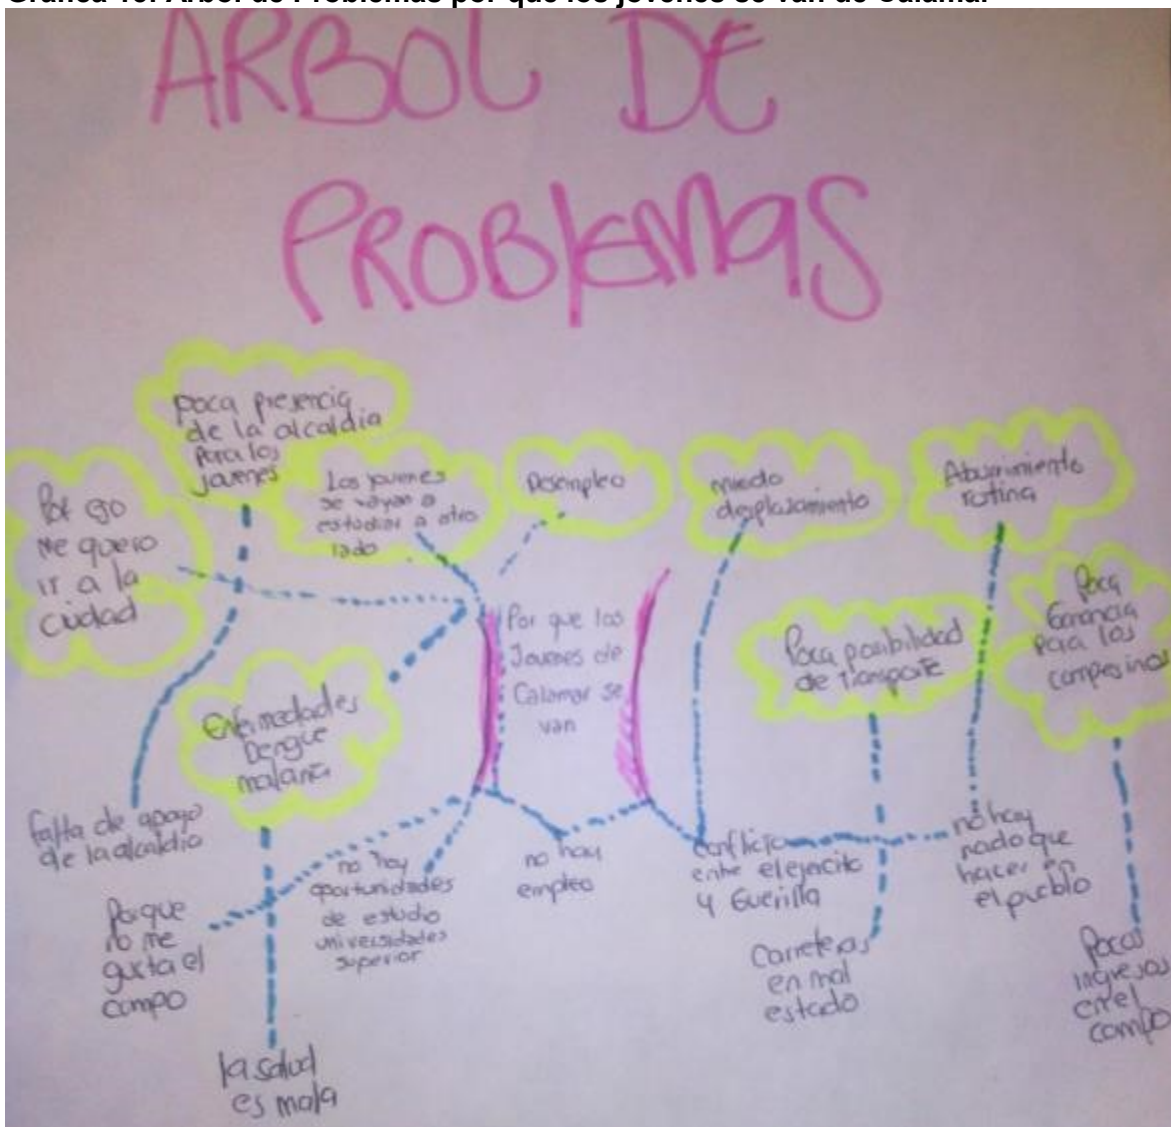 Gráfica 10. Árbol de Problemas por que los jóvenes se van de Calamar
ARBOL DE
PROBlEMAS
poca presencia
de la alcaldia
para los
jovenes
Por eso
me quero
ir a la
ciudad
Los jovenes
se vayan a
estudiar a otro
lado
Desempleo
miedo
desplazamiento
Aburrimiento
rutina
Poca
Ganancia
para los
campesinos
Poca posibilidad
de Transporte
Por que los
Jovenes de
Calamar se
van
Enfermedades
Dengue
malaria
falta de apoyo
de la alcaldia
Porque
no me
gusta el
campo
no hay
oportunidades
de estudio
universidades
superior
no hay
empleo
conflicto
entre el ejercito
y Guerilla
no hay
nado que
hacer en
el pueblo
Carreteras
en mal
estado
Pocos
ingresos
en el
campo
la salud
es mala